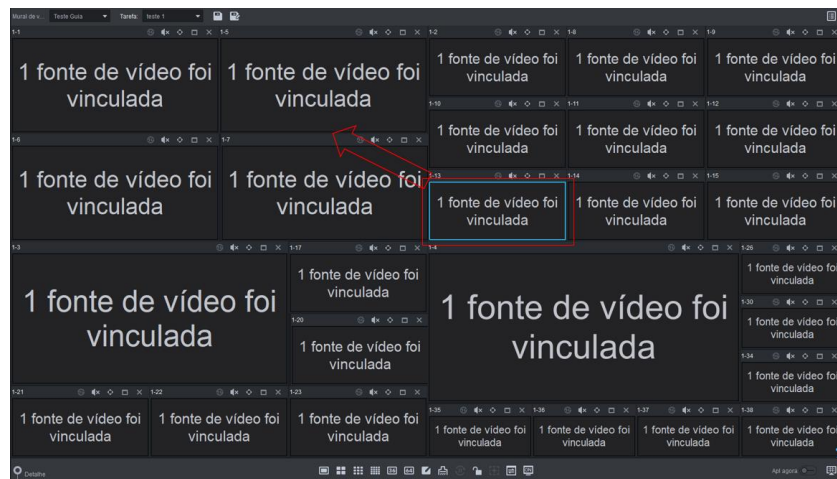 Mural de v... Teste Guia Tarefa: teste 1
1-1 1-5 1-2 1-8 1-9
1 fonte de vídeo foi
vinculada
1 fonte de vídeo foi
vinculada
1 fonte de vídeo foi
vinculada
1 fonte de vídeo foi
vinculada
1 fonte de vídeo foi
vinculada
1-10 1-11 1-12
1 fonte de vídeo foi
vinculada
1 fonte de vídeo foi
vinculada
1 fonte de vídeo foi
vinculada
1-6 1-7
1 fonte de vídeo foi
vinculada
1 fonte de vídeo foi
vinculada
1-13 1-14 1-15
1 fonte de vídeo foi
vinculada
1 fonte de vídeo foi
vinculada
1 fonte de vídeo foi
vinculada
1-3 1-17 1-4 1-26
1 fonte de vídeo foi
vinculada
1 fonte de vídeo foi
vinculada
1 fonte de vídeo foi
vinculada
1 fonte de vídeo foi
vinculada
1-20
1 fonte de vídeo foi
vinculada
1-30
1 fonte de vídeo foi
vinculada
1-34
1 fonte de vídeo foi
vinculada
1-21 1-22 1-23
1 fonte de vídeo foi
vinculada
1 fonte de vídeo foi
vinculada
1 fonte de vídeo foi
vinculada
1-35 1-36 1-37 1-38
1 fonte de vídeo foi
vinculada
1 fonte de vídeo foi
vinculada
1 fonte de vídeo foi
vinculada
1 fonte de vídeo foi
vinculada
Detalhe
Apl agora